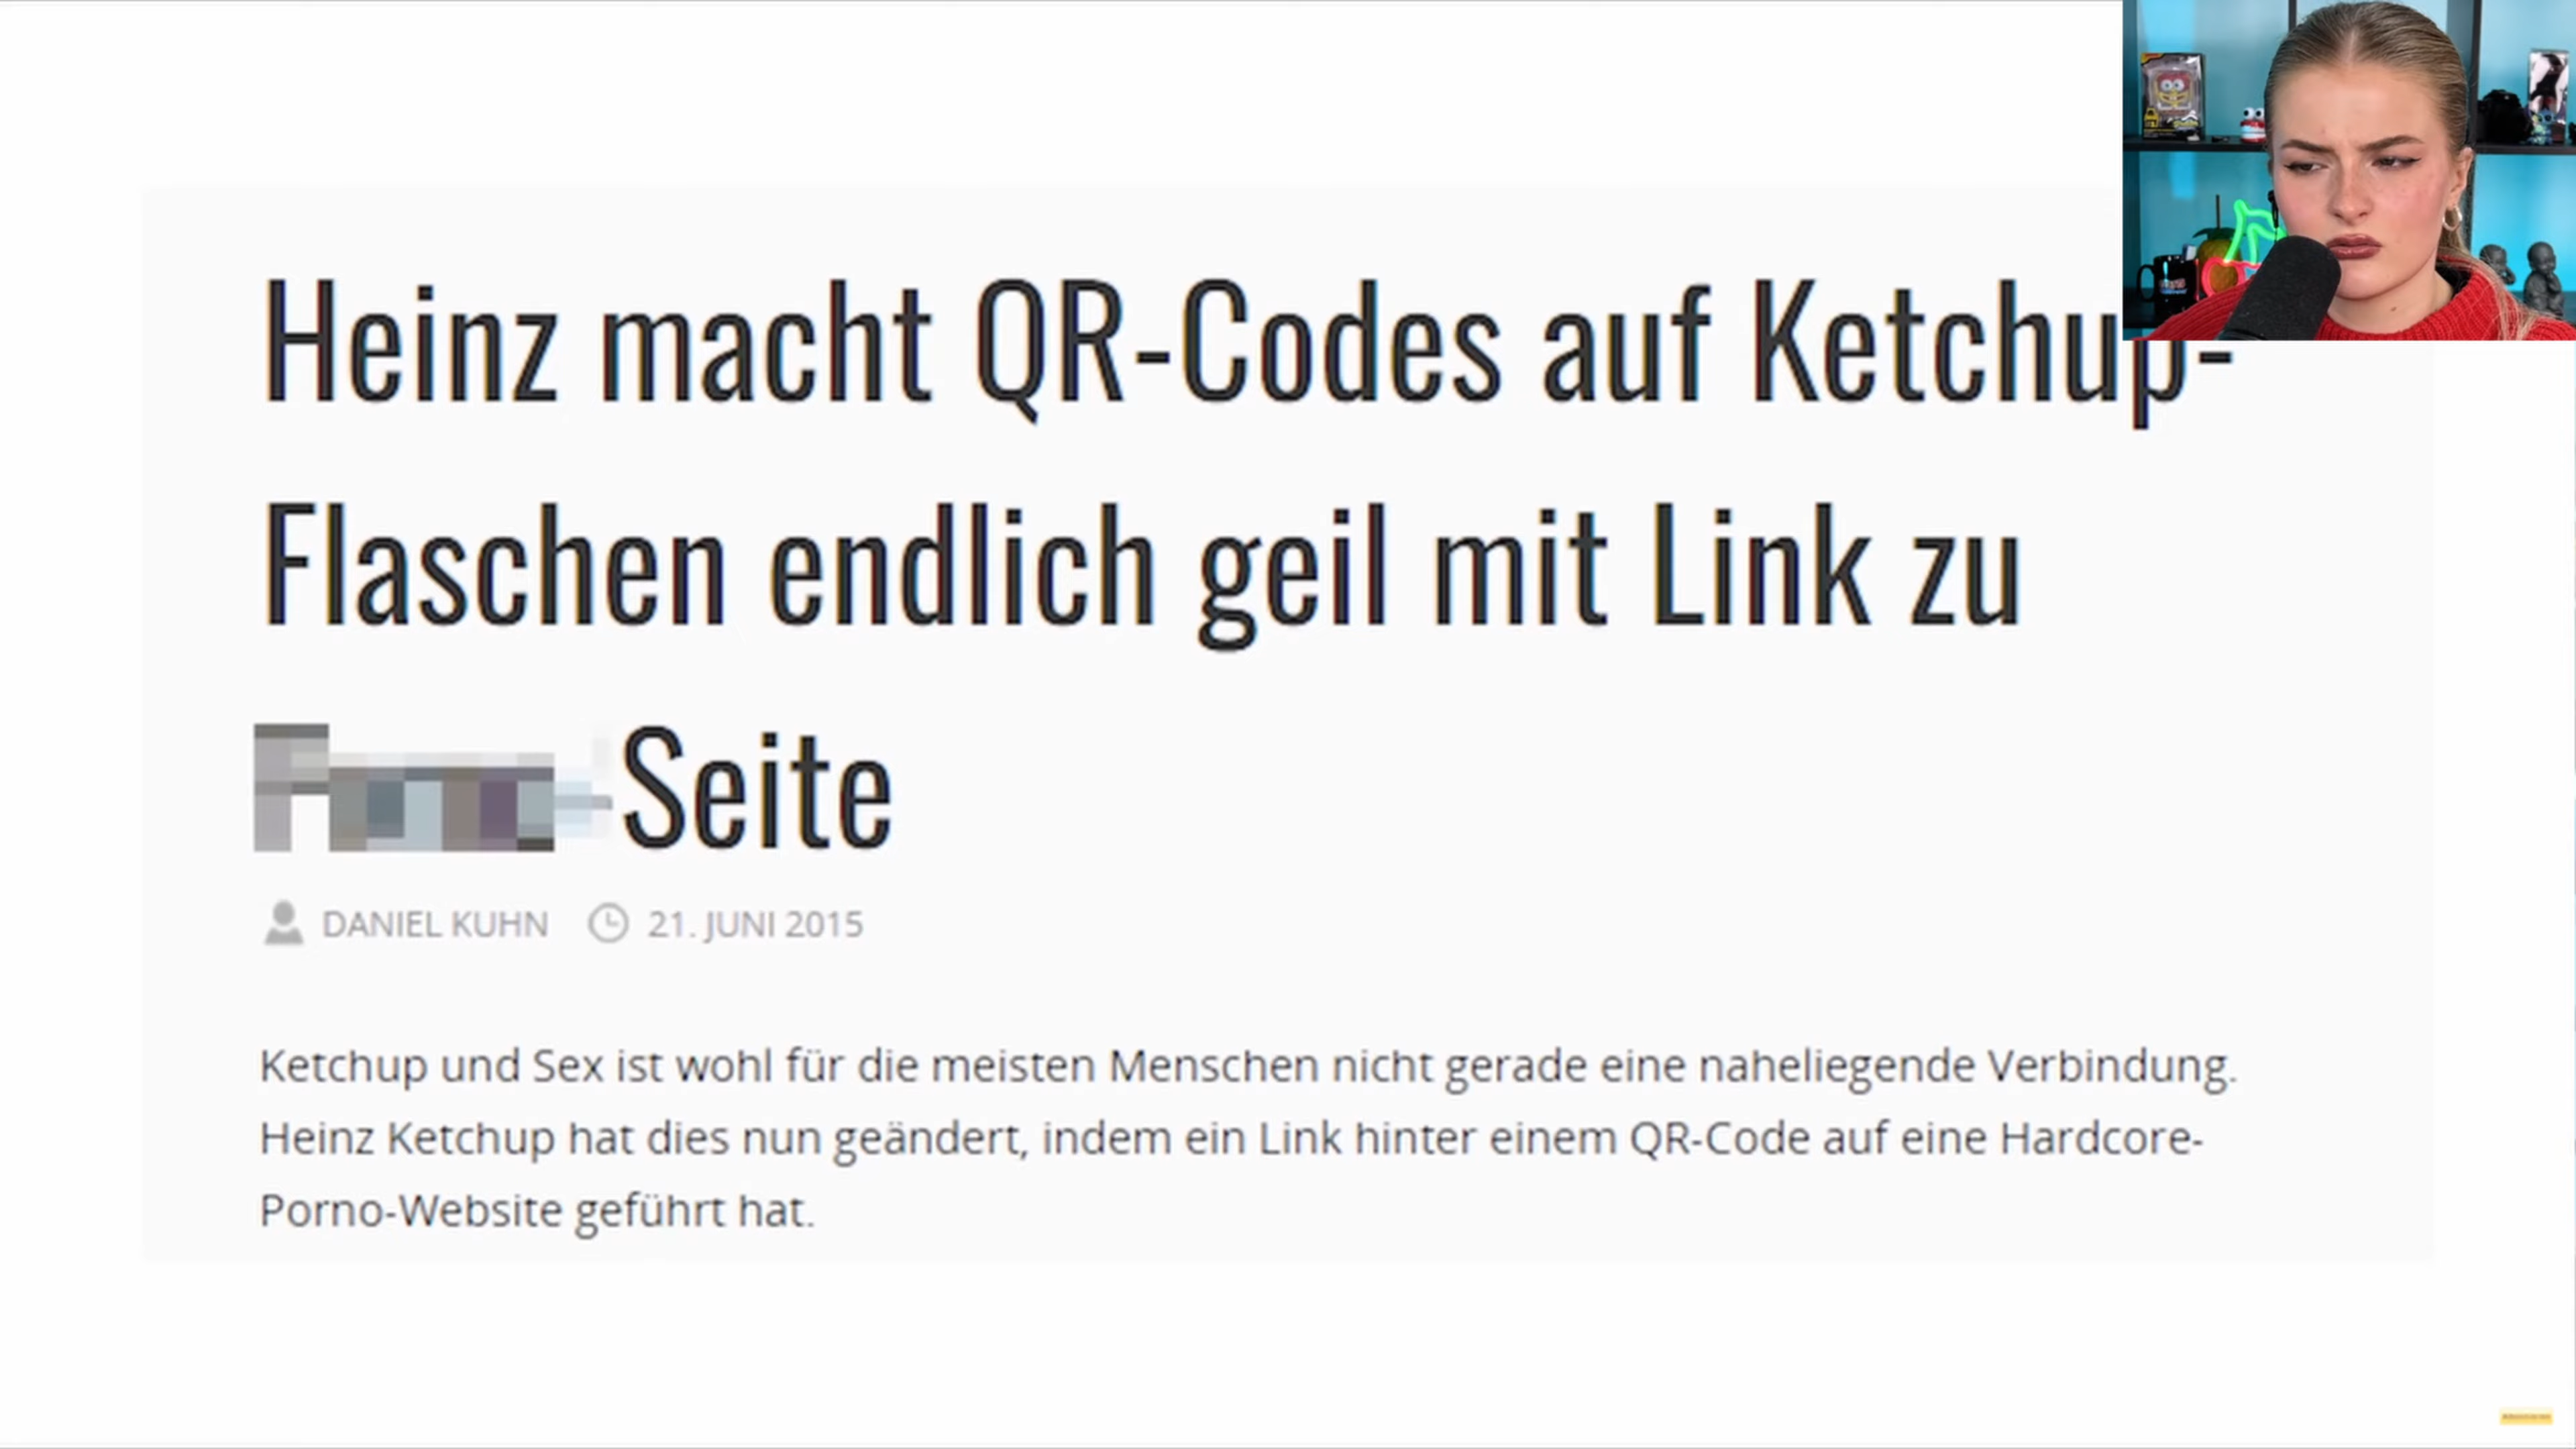 Heinz macht QR-Codes auf Ketchup-
Flaschen endlich geil mit Link zu
Seite
DANIEL KUHN 21. JUNI 2015
Ketchup und Sex ist wohl für die meisten Menschen nicht gerade eine naheliegende Verbindung.
Heinz Ketchup hat dies nun geändert, indem ein Link hinter einem QR-Code auf eine Hardcore-
Porno-Website geführt hat.